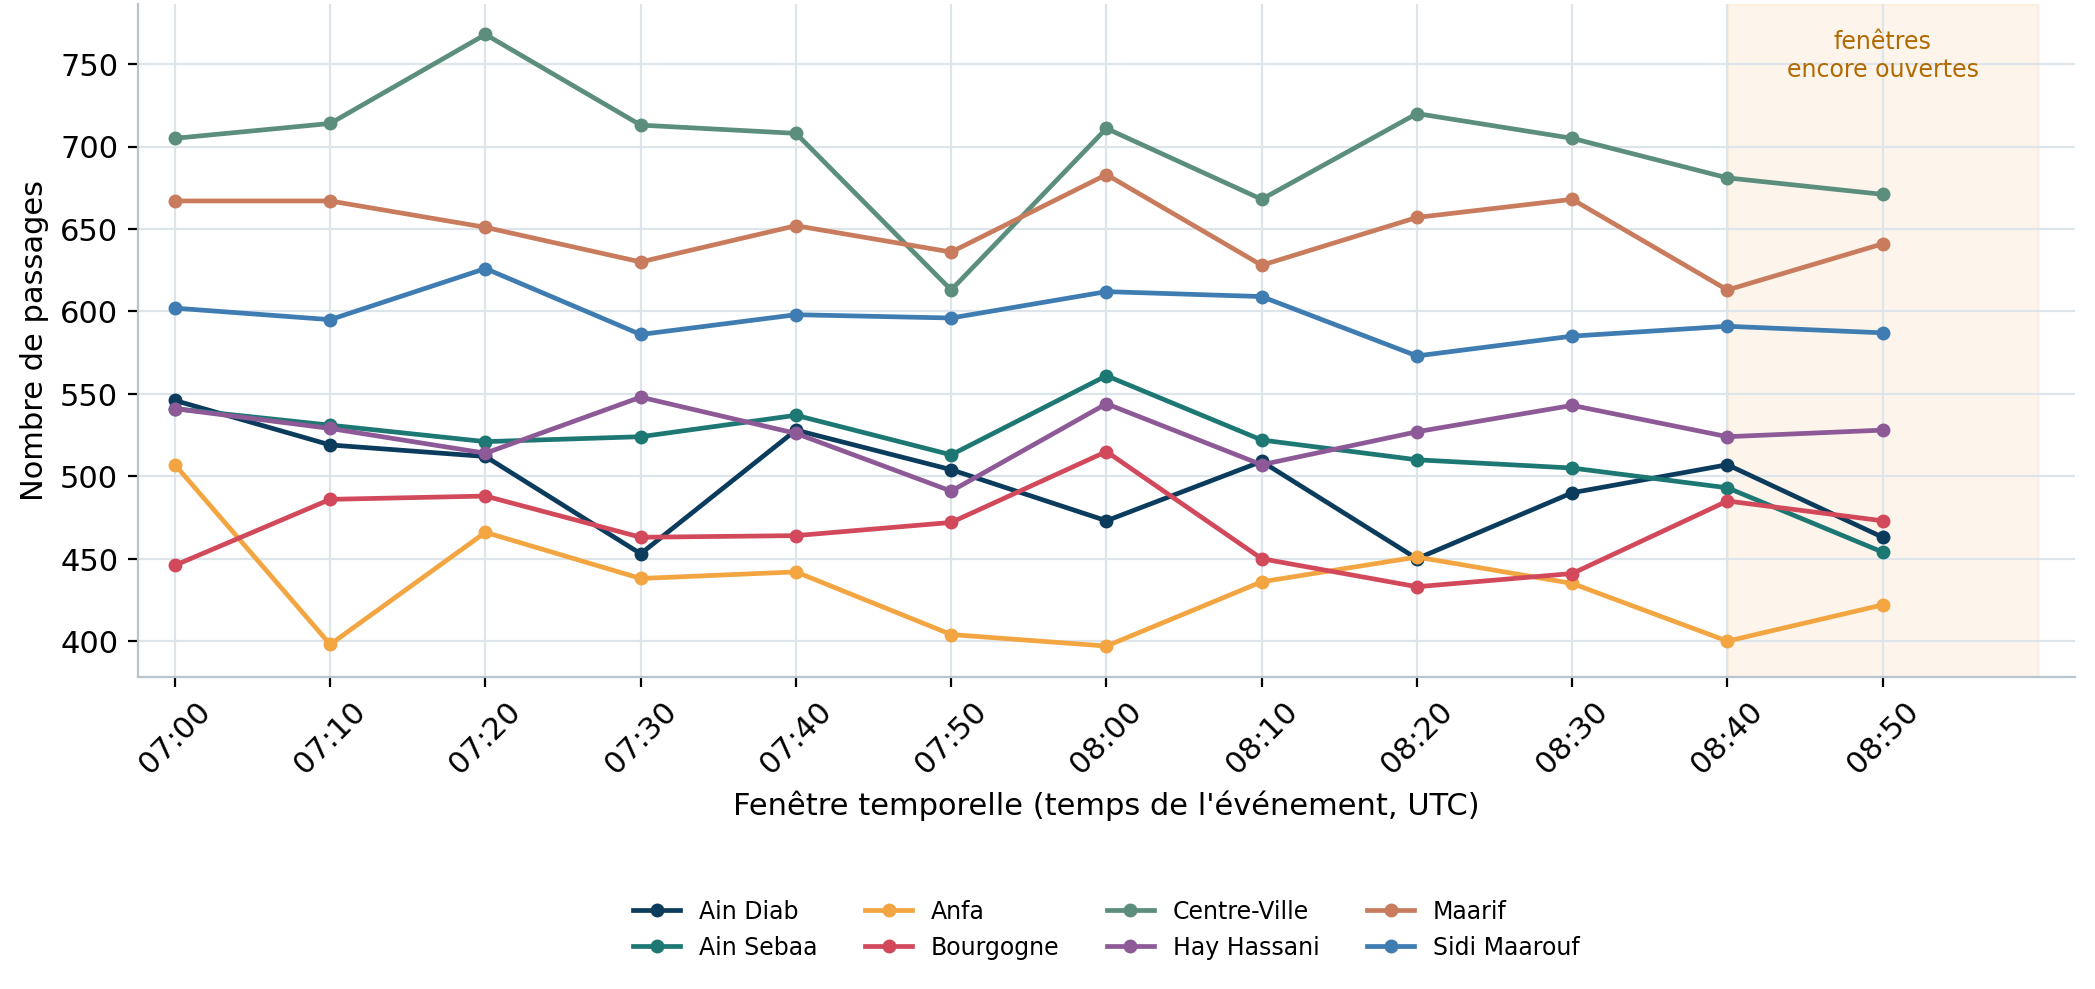 fenêtres
encore ouvertes
Nombre de passages
750
700
650
600
550
500
450
400
07:00
07:10
07:20
07:30
07:40
07:50
08:00
08:10
08:20
08:30
08:40
08:50
Fenêtre temporelle (temps de l'événement, UTC)
Ain Diab
Anfa
Centre-Ville
Maarif
Ain Sebaa
Bourgogne
Hay Hassani
Sidi Maarouf